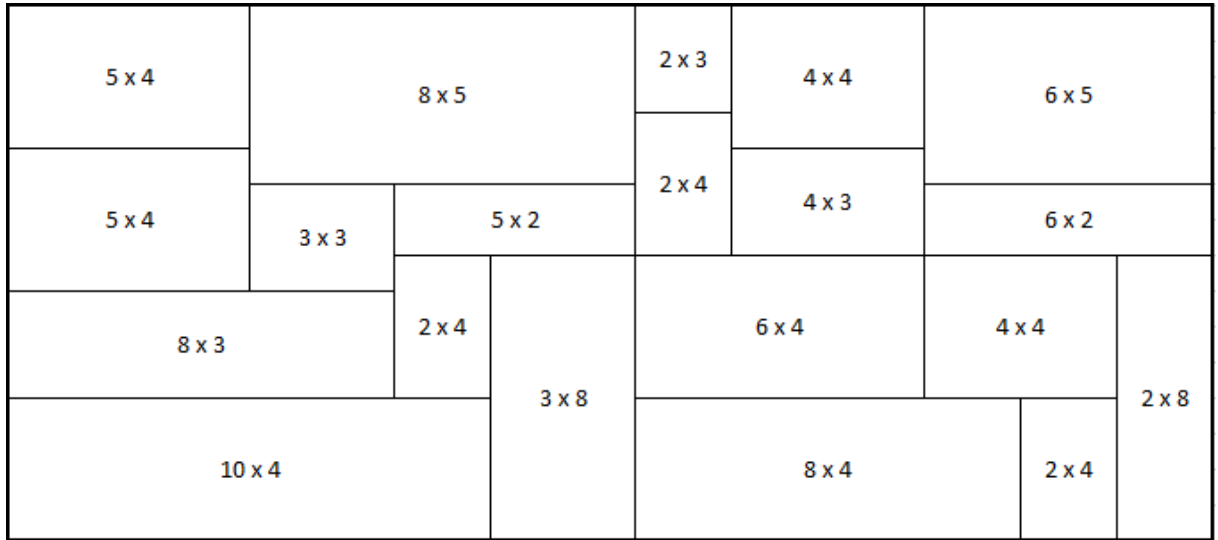 5 x 4
8 x 5
2 x 3
4 x 4
6 x 5
5 x 4
3 x 3
5 x 2
2 x 4
4 x 3
6 x 2
8 x 3
2 x 4
3 x 8
6 x 4
4 x 4
2 x 8
10 x 4
8 x 4
2 x 4